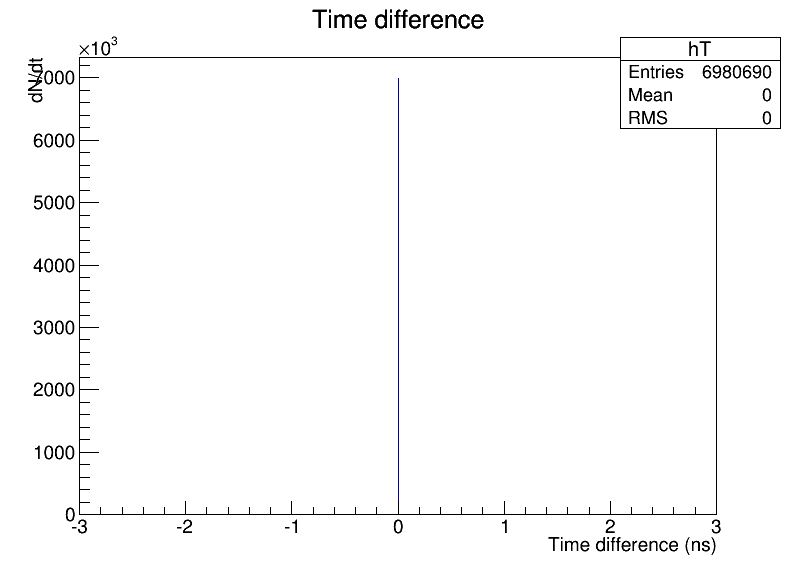 Time difference
×10³
dN/dt
hT
Entries 6980690
Mean 0
RMS 0
7000
6000
5000
4000
3000
2000
1000
0
-3 -2 -1 0 1 2 3
Time difference (ns)